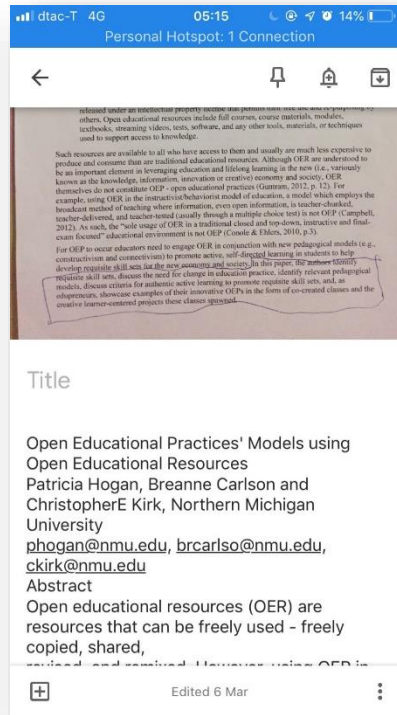 dtac-T 4G 05:15 14%
Personal Hotspot: 1 Connection
released under an intellectual property license that permits their free use and re-purposing by
others. Open educational resources include full courses, course materials, modules,
textbooks, streaming videos, tests, software, and any other tools, materials, or techniques
used to support access to knowledge.
Such resources are available to all who have access to them and usually are much less expensive to
produce and consume than are traditional educational resources. Although OER are understood to
be an important element in leveraging education and lifelong learning in the new (i.e., variously
known as the knowledge, information, innovation or creative) economy and society, OER
themselves do not constitute OEP - open educational practices (Guntram, 2012, p. 12). For
example, using OER in the instructivist/behaviorist model of education, a model which employs the
broadcast method of teaching where information, even open information, is teacher-chunked,
teacher-delivered, and teacher-tested (usually through a multiple choice test) is not OEP (Campbell,
2012). As such, the "sole usage of OER in a traditional closed and top-down, instructive and final-
exam focused" educational environment is not OEP (Conole & Ehlers, 2010, p.3).
For OEP to occur educators need to engage OER in conjunction with new pedagogical models (e.g.,
constructivism and connectivism) to promote active, self-directed learning in students to help
develop requisite skill sets for the new economy and society. In this paper, the authors identify
requisite skill sets, discuss the need for change in education practice, identify relevant pedagogical
models, discuss criteria for authentic active learning to promote requisite skill sets, and, as
edupreneurs, showcase examples of their innovative OEPs in the form of co-created classes and the
creative learner-centered projects these classes spawned.
Title
Open Educational Practices' Models using
Open Educational Resources
Patricia Hogan, Breanne Carlson and
ChristopherE Kirk, Northern Michigan
University
phogan@nmu.edu, brcarlso@nmu.edu,
ckirk@nmu.edu
Abstract
Open educational resources (OER) are
resources that can be freely used - freely
copied, shared,
revised, and remixed. However, using OER in
Edited 6 Mar